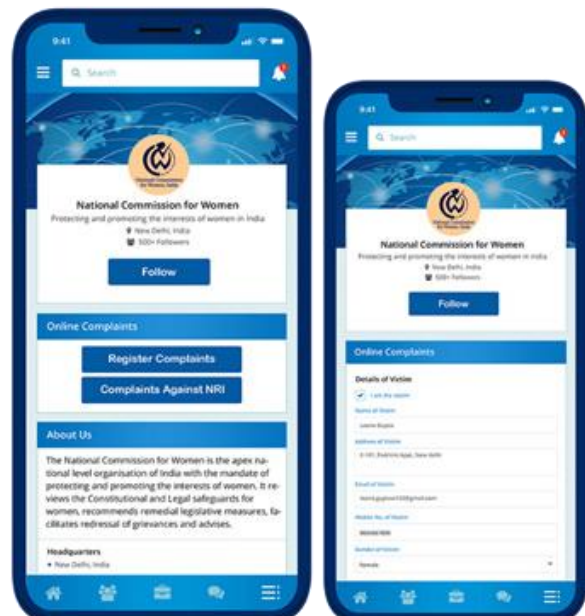 9:41
Search
National Commission for Women
Protecting and promoting the interests of women in India
New Delhi, India
500+ Followers
Follow
Online Complaints
Register Complaints
Complaints Against NRI
About Us
The National Commission for Women is the apex na-
tional level organisation of India with the mandate of
protecting and promoting the interests of women. It re-
views the Constitutional and Legal safeguards for
women, recommends remedial legislative measures, fa-
cilitates redressal of grievances and advises.
Headquarters
New Delhi, India
9:41
Search
National Commission for Women
Protecting and promoting the interests of women in India
New Delhi, India
500+ Followers
Follow
Online Complaints
Details of Victim
I am the victim
Name of Victim
Gupta
Address of Victim
New Delhi
Email of Victim
Mobile No. of Victim
Gender of Victim
Female